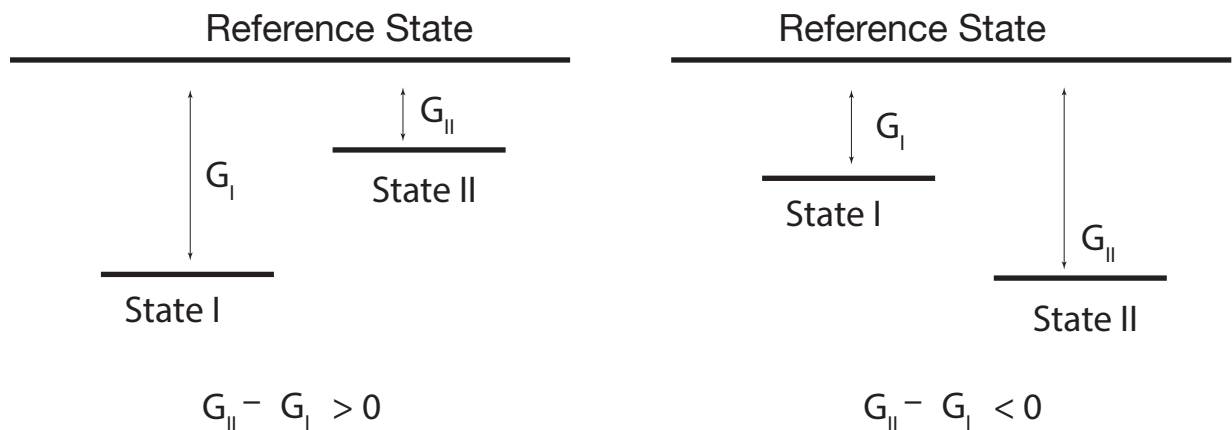 Reference State
G_II
G_I
State II
State I
G_II – G_I > 0
Reference State
G_I
State I
G_II
State II
G_II – G_I < 0